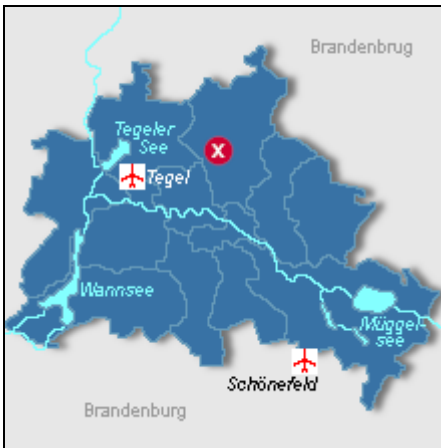 Brandenbrug
Tegeler
See
X
Tegel
Wannsee
Müggel-
see
Schönefeld
Brandenburg